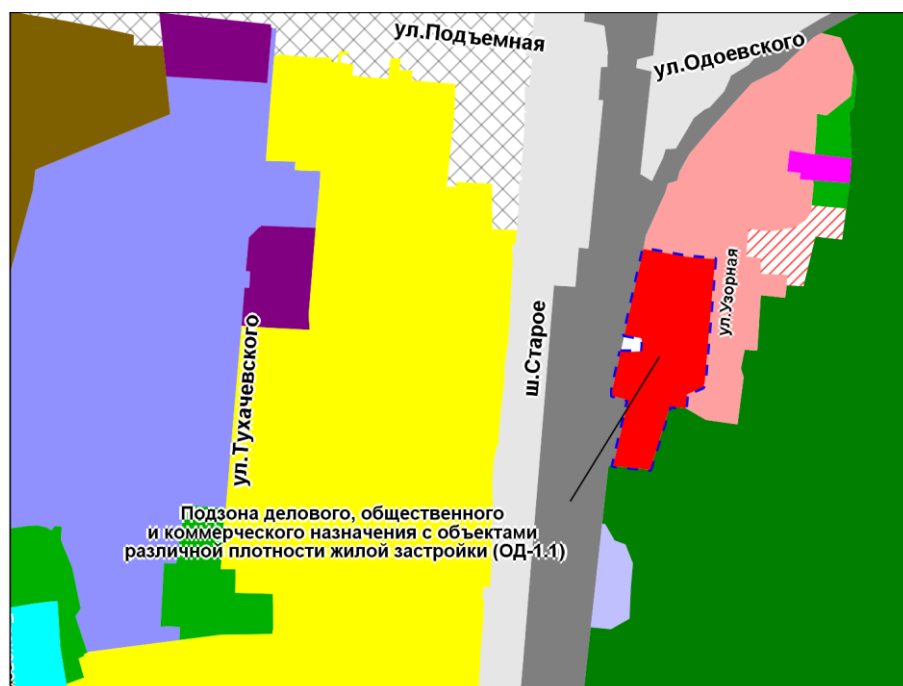 ул.Подъемная
ул.Одоевского
ул.Узорная
ш.Старое
ул.Тухачевского
Подзона делового, общественного
и коммерческого назначения с объектами
различной плотности жилой застройки (ОД-1.1)